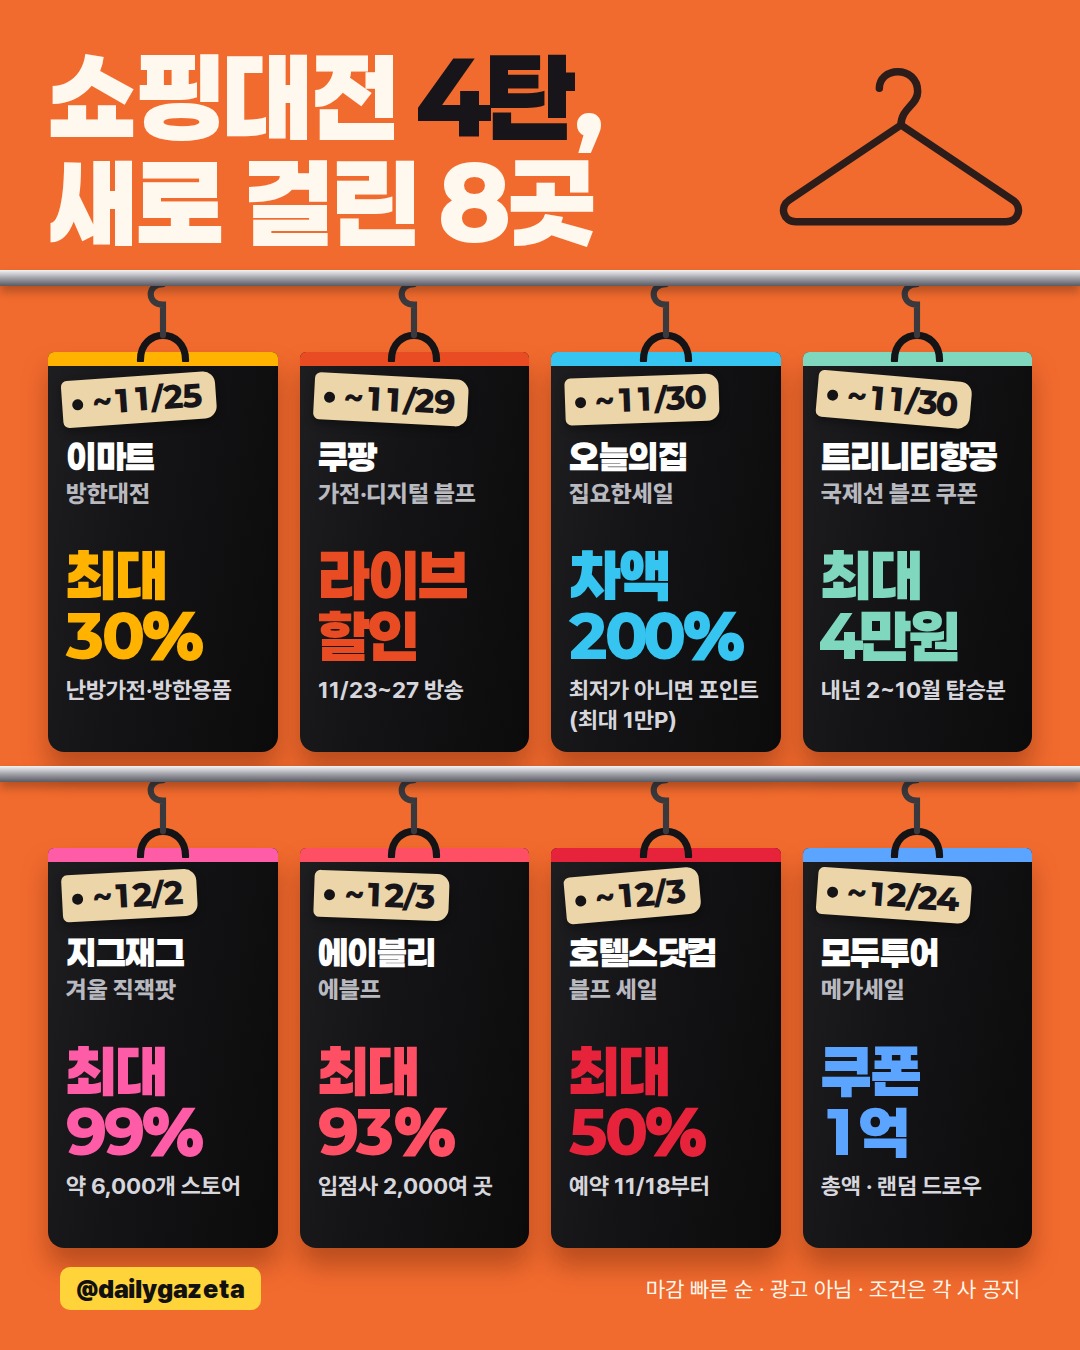 쇼핑대전 4탄,
새로 걸린 8곳
~11/25
이마트
방한대전
최대
30%
난방가전·방한용품
~11/29
쿠팡
가전·디지털 블프
라이브
할인
11/23~27 방송
~11/30
오늘의집
집요한세일
차액
200%
최저가 아니면 포인트
(최대 1만P)
~11/30
트리니티항공
국제선 블프 쿠폰
최대
4만원
내년 2~10월 탑승분
~12/2
지그재그
겨울 직잭팟
최대
99%
약 6,000개 스토어
~12/3
에이블리
에블프
최대
93%
입점사 2,000여 곳
~12/3
호텔스닷컴
블프 세일
최대
50%
예약 11/18부터
~12/24
모두투어
메가세일
쿠폰
1억
총액 · 랜덤 드로우
@dailygazeta
마감 빠른 순 · 광고 아님 · 조건은 각 사 공지